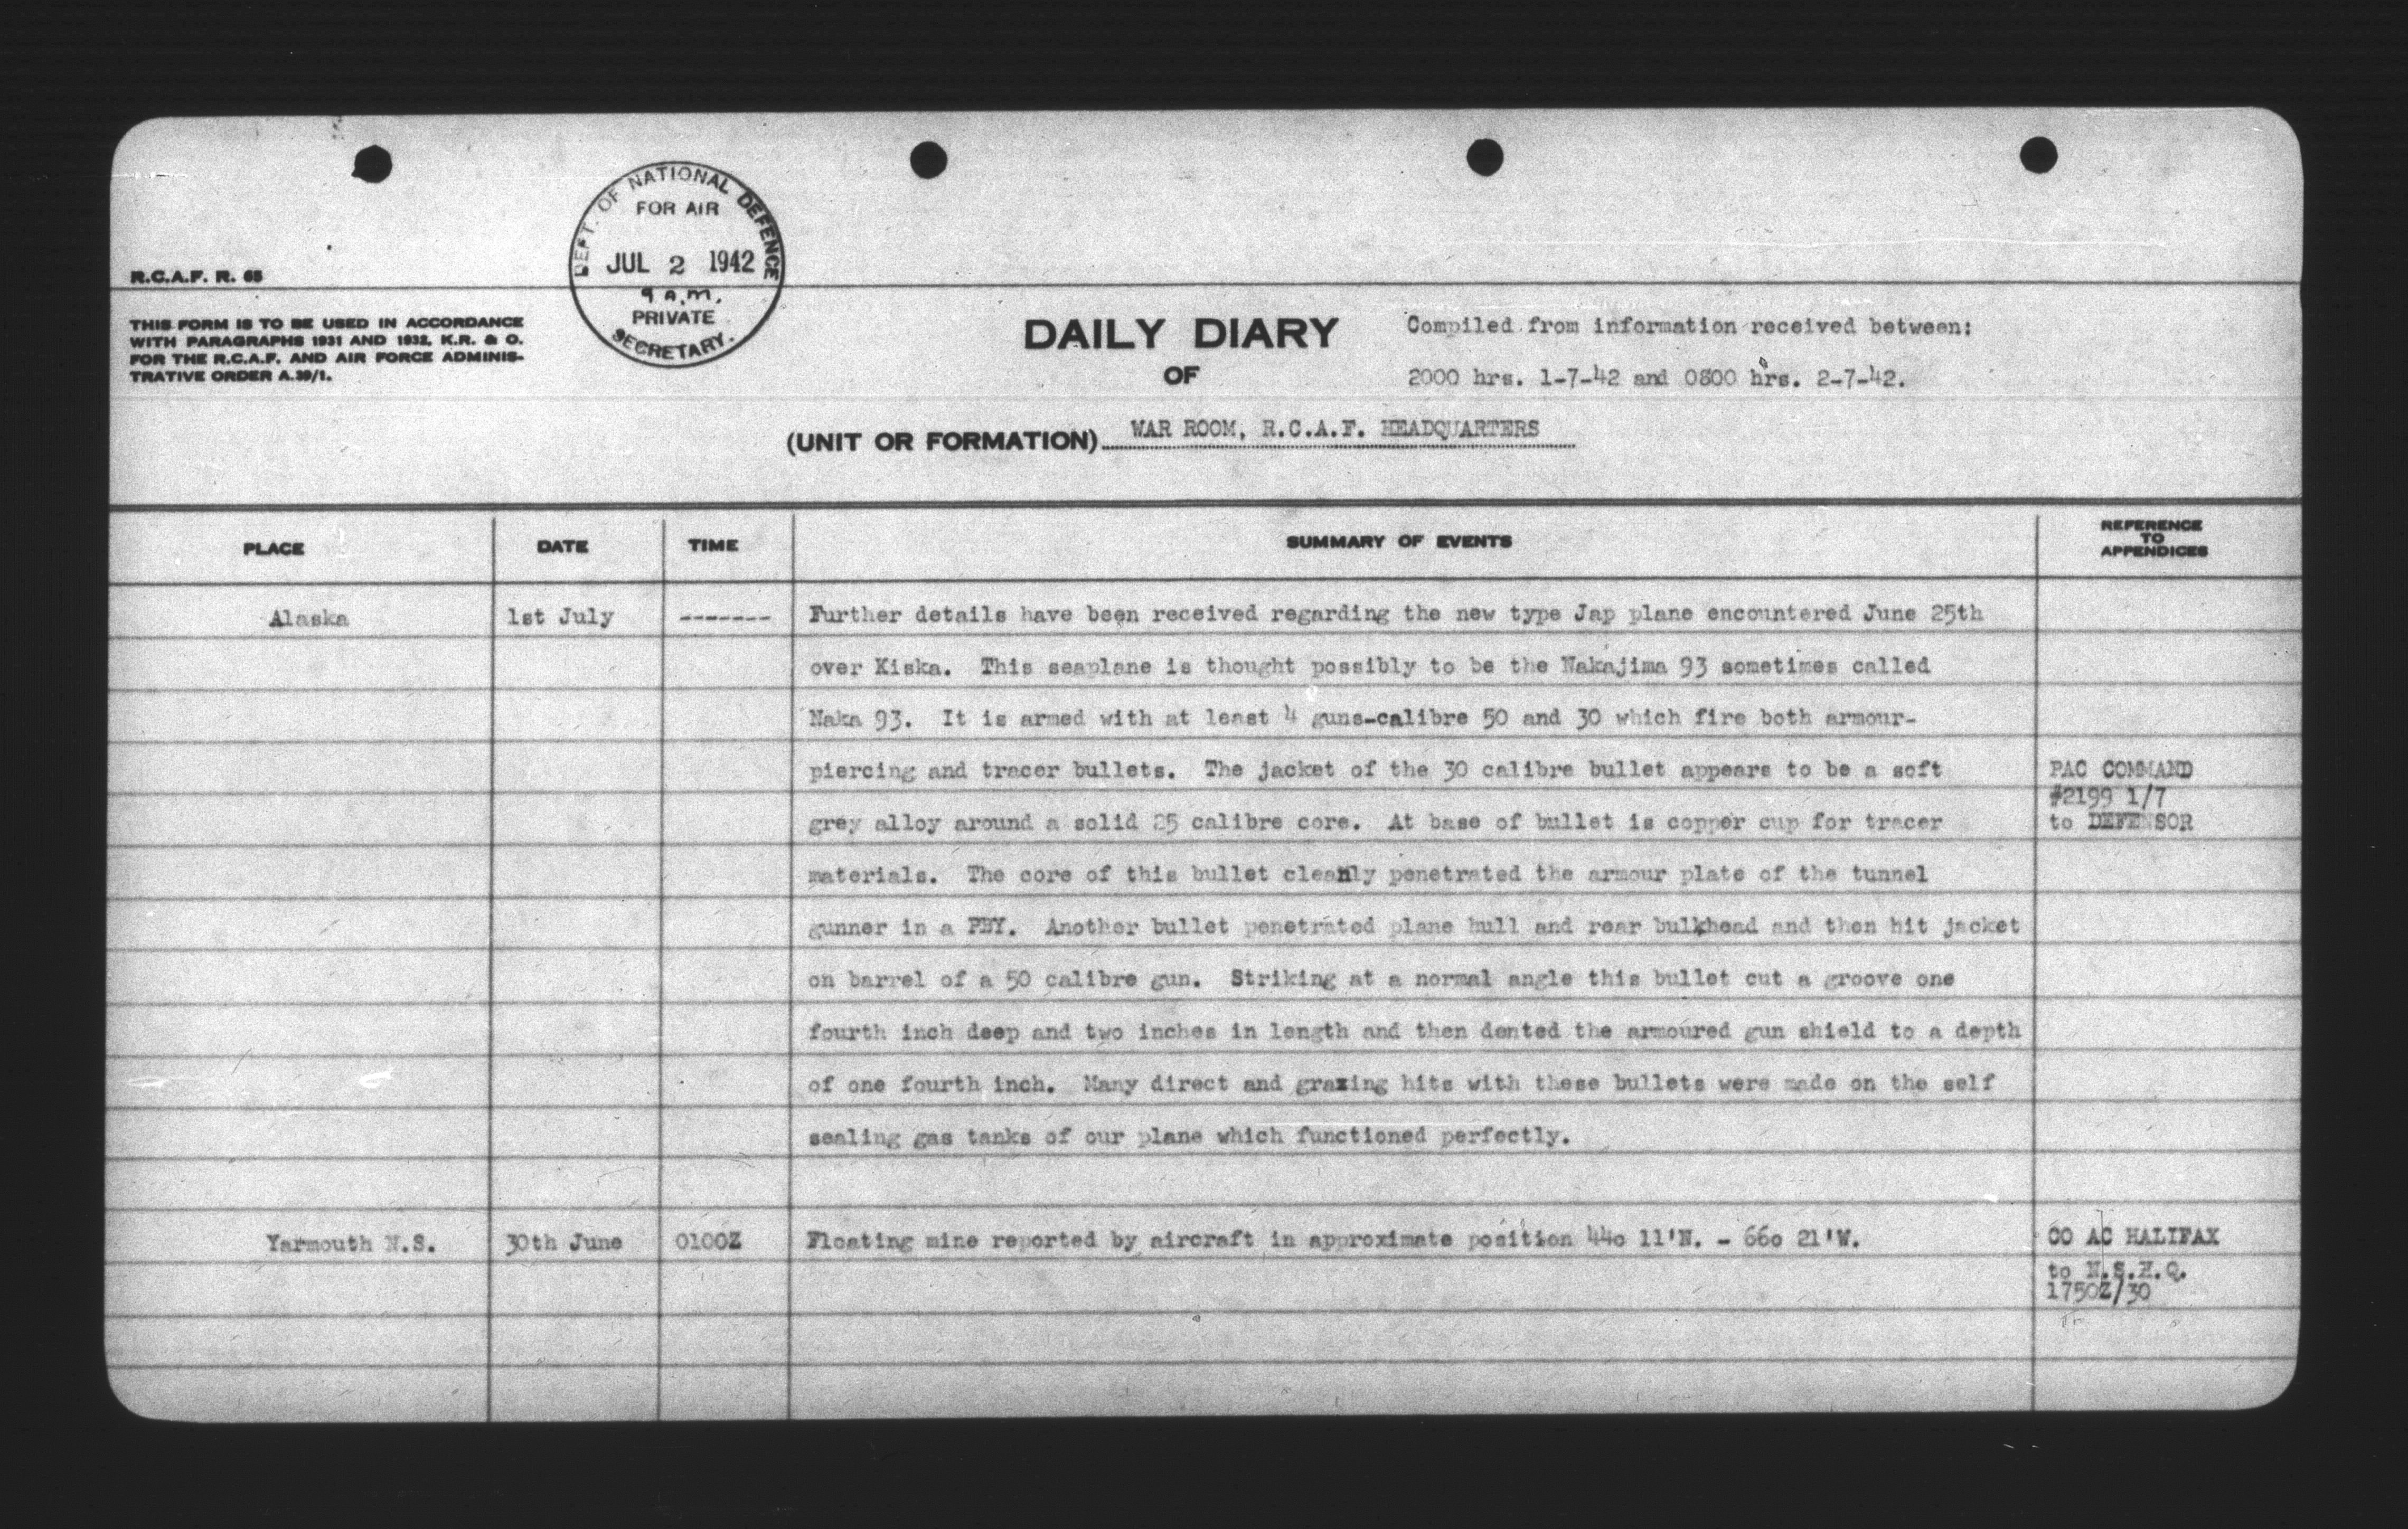 DEPT. OF NATIONAL DEFENCE
FOR AIR
JUL 2 1942
9 a.m.
PRIVATE
SECRETARY.
R.C.A.F. R. 65
THIS FORM IS TO BE USED IN ACCORDANCE
WITH PARAGRAPHS 1931 AND 1932, K.R. & O.
FOR THE R.C.A.F. AND AIR FORCE ADMINIS-
TRATIVE ORDER A.39/1.
DAILY DIARY
OF
Compiled from information received between:
2000 hrs. 1-7-42 and 0800 hrs. 2-7-42.
(UNIT OR FORMATION) WAR ROOM, R.C.A.F. HEADQUARTERS
PLACE DATE TIME SUMMARY OF EVENTS REFERENCE
TO
APPENDICES
Alaska 1st July ------- Further details have been received regarding the new type Jap plane encountered June 25th
over Kiska. This seaplane is thought possibly to be the Nakajima 93 sometimes called
Naka 93. It is armed with at least 4 guns-calibre 50 and 30 which fire both armour-
piercing and tracer bullets. The jacket of the 30 calibre bullet appears to be a soft
grey alloy around a solid 25 calibre core. At base of bullet is copper cup for tracer
materials. The core of this bullet cleanly penetrated the armour plate of the tunnel
gunner in a PBY. Another bullet penetrated plane hull and rear bulkhead and then hit jacket
on barrel of a 50 calibre gun. Striking at a normal angle this bullet cut a groove one
fourth inch deep and two inches in length and then dented the armoured gun shield to a depth
of one fourth inch. Many direct and grazing hits with these bullets were made on the self
sealing gas tanks of our plane which functioned perfectly.
PAC COMMAND
#2199 1/7
to DEFENSOR
Yarmouth N.S. 30th June 0100Z Floating mine reported by aircraft in approximate position 44o 11'N. - 66o 21'W.
CO AC HALIFAX
to N.S.H.Q.
1750Z/30